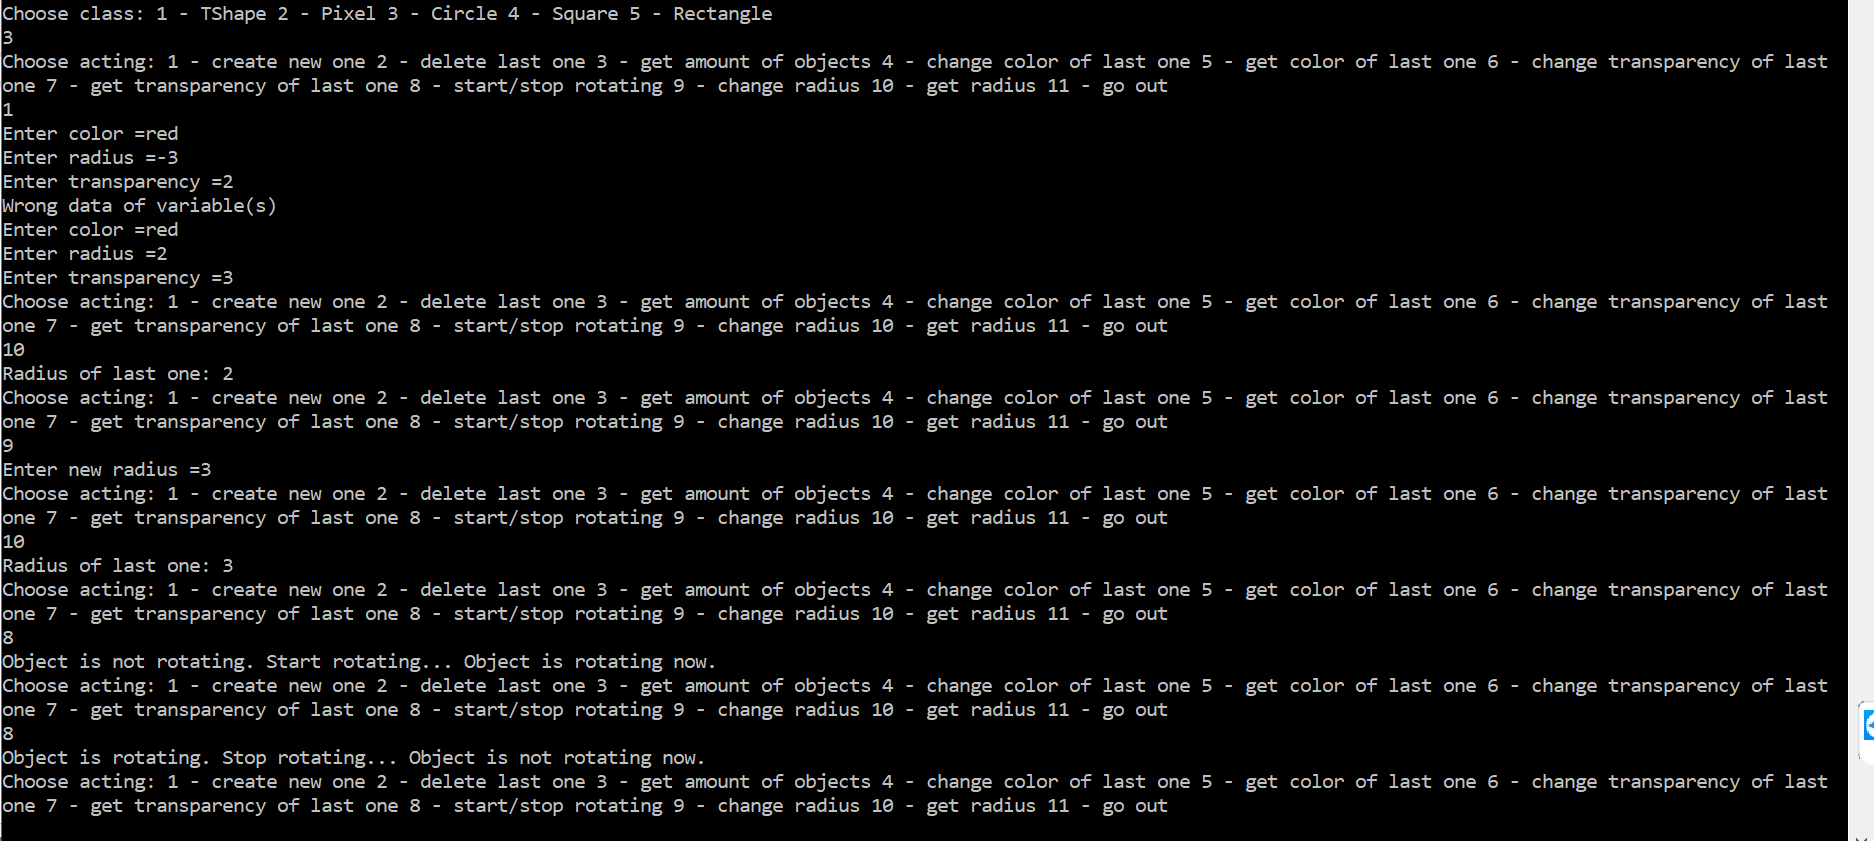 Choose class: 1 - TShape 2 - Pixel 3 - Circle 4 - Square 5 - Rectangle
3
Choose acting: 1 - create new one 2 - delete last one 3 - get amount of objects 4 - change color of last one 5 - get color of last one 6 - change transparency of last
one 7 - get transparency of last one 8 - start/stop rotating 9 - change radius 10 - get radius 11 - go out
1
Enter color =red
Enter radius =-3
Enter transparency =2
Wrong data of variable(s)
Enter color =red
Enter radius =2
Enter transparency =3
Choose acting: 1 - create new one 2 - delete last one 3 - get amount of objects 4 - change color of last one 5 - get color of last one 6 - change transparency of last
one 7 - get transparency of last one 8 - start/stop rotating 9 - change radius 10 - get radius 11 - go out
10
Radius of last one: 2
Choose acting: 1 - create new one 2 - delete last one 3 - get amount of objects 4 - change color of last one 5 - get color of last one 6 - change transparency of last
one 7 - get transparency of last one 8 - start/stop rotating 9 - change radius 10 - get radius 11 - go out
9
Enter new radius =3
Choose acting: 1 - create new one 2 - delete last one 3 - get amount of objects 4 - change color of last one 5 - get color of last one 6 - change transparency of last
one 7 - get transparency of last one 8 - start/stop rotating 9 - change radius 10 - get radius 11 - go out
10
Radius of last one: 3
Choose acting: 1 - create new one 2 - delete last one 3 - get amount of objects 4 - change color of last one 5 - get color of last one 6 - change transparency of last
one 7 - get transparency of last one 8 - start/stop rotating 9 - change radius 10 - get radius 11 - go out
8
Object is not rotating. Start rotating... Object is rotating now.
Choose acting: 1 - create new one 2 - delete last one 3 - get amount of objects 4 - change color of last one 5 - get color of last one 6 - change transparency of last
one 7 - get transparency of last one 8 - start/stop rotating 9 - change radius 10 - get radius 11 - go out
8
Object is rotating. Stop rotating... Object is not rotating now.
Choose acting: 1 - create new one 2 - delete last one 3 - get amount of objects 4 - change color of last one 5 - get color of last one 6 - change transparency of last
one 7 - get transparency of last one 8 - start/stop rotating 9 - change radius 10 - get radius 11 - go out